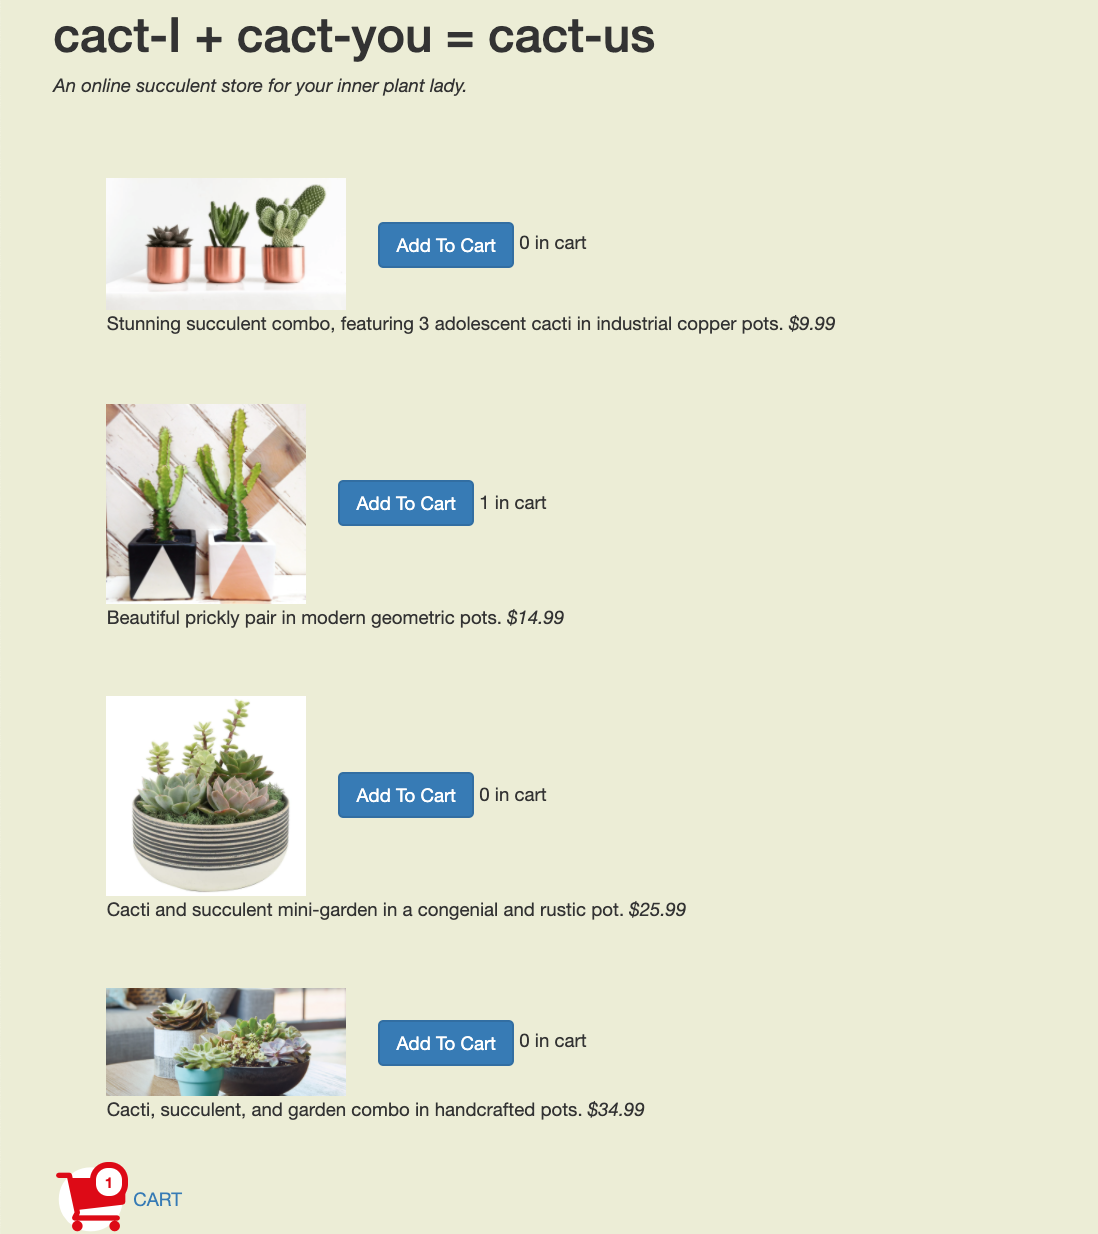 cact-I + cact-you = cact-us
An online succulent store for your inner plant lady.
Add To Cart 0 in cart
Stunning succulent combo, featuring 3 adolescent cacti in industrial copper pots. $9.99
Add To Cart 1 in cart
Beautiful prickly pair in modern geometric pots. $14.99
Add To Cart 0 in cart
Cacti and succulent mini-garden in a congenial and rustic pot. $25.99
Add To Cart 0 in cart
Cacti, succulent, and garden combo in handcrafted pots. $34.99
1 CART